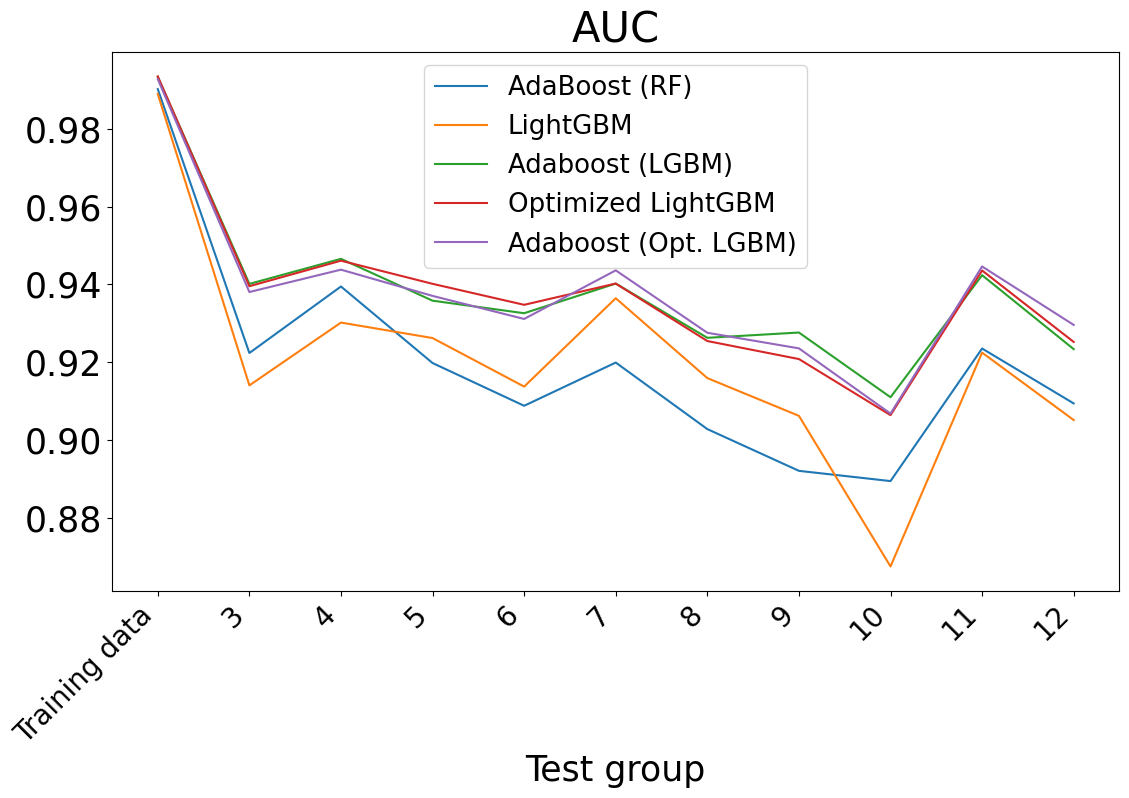 AUC
AdaBoost (RF)
LightGBM
Adaboost (LGBM)
Optimized LightGBM
Adaboost (Opt. LGBM)
0.98
0.96
0.94
0.92
0.90
0.88
Training data
3
4
5
6
7
8
9
10
11
12
Test group